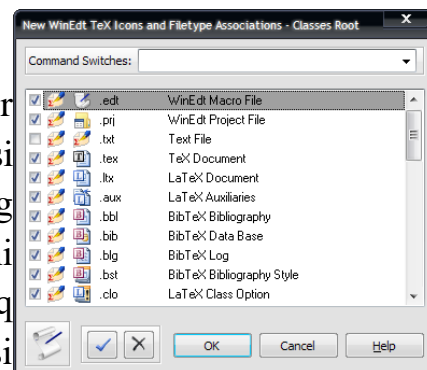 New WinEdt TeX Icons and Filetype Associations - Classes Root
X
Command Switches:
.edt WinEdt Macro File
.prj WinEdt Project File
.txt Text File
.tex TeX Document
.ltx LaTeX Document
.aux LaTeX Auxiliaries
.bbl BibTeX Bibliography
.bib BibTeX Data Base
.blg BibTeX Log
.bst BibTeX Bibliography Style
.clo LaTeX Class Option
OK Cancel Help
r
si
g
i
q
si